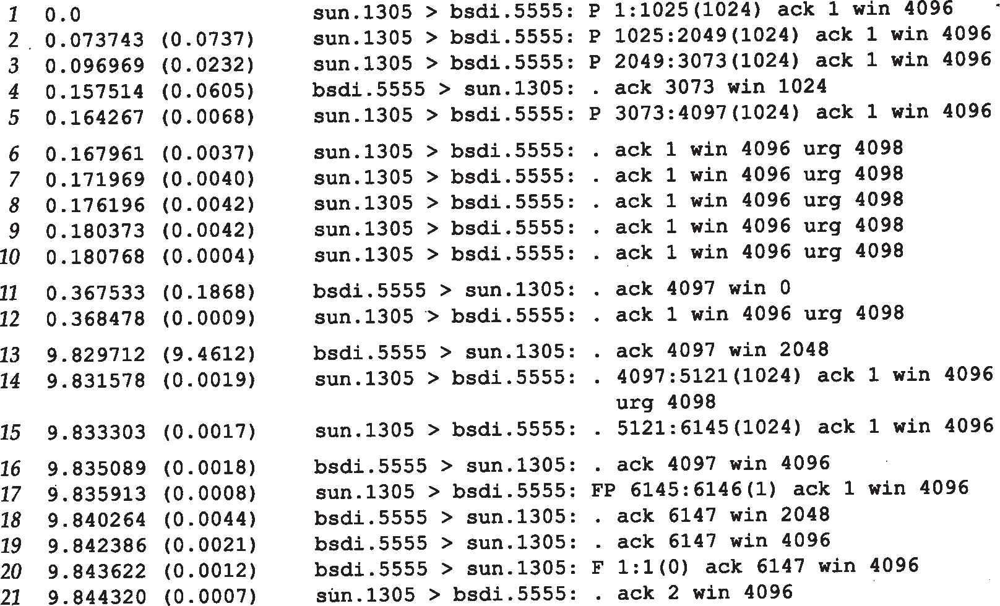 1 0.0 sun.1305 > bsdi.5555: P 1:1025(1024) ack 1 win 4096
2 0.073743 (0.0737) sun.1305 > bsdi.5555: P 1025:2049(1024) ack 1 win 4096
3 0.096969 (0.0232) sun.1305 > bsdi.5555: P 2049:3073(1024) ack 1 win 4096
4 0.157514 (0.0605) bsdi.5555 > sun.1305: . ack 3073 win 1024
5 0.164267 (0.0068) sun.1305 > bsdi.5555: P 3073:4097(1024) ack 1 win 4096
6 0.167961 (0.0037) sun.1305 > bsdi.5555: . ack 1 win 4096 urg 4098
7 0.171969 (0.0040) sun.1305 > bsdi.5555: . ack 1 win 4096 urg 4098
8 0.176196 (0.0042) sun.1305 > bsdi.5555: . ack 1 win 4096 urg 4098
9 0.180373 (0.0042) sun.1305 > bsdi.5555: . ack 1 win 4096 urg 4098
10 0.180768 (0.0004) sun.1305 > bsdi.5555: . ack 1 win 4096 urg 4098
11 0.367533 (0.1868) bsdi.5555 > sun.1305: . ack 4097 win 0
12 0.368478 (0.0009) sun.1305 > bsdi.5555: . ack 1 win 4096 urg 4098
13 9.829712 (9.4612) bsdi.5555 > sun.1305: . ack 4097 win 2048
14 9.831578 (0.0019) sun.1305 > bsdi.5555: . 4097:5121(1024) ack 1 win 4096
urg 4098
15 9.833303 (0.0017) sun.1305 > bsdi.5555: . 5121:6145(1024) ack 1 win 4096
16 9.835089 (0.0018) bsdi.5555 > sun.1305: . ack 4097 win 4096
17 9.835913 (0.0008) sun.1305 > bsdi.5555: FP 6145:6146(1) ack 1 win 4096
18 9.840264 (0.0044) bsdi.5555 > sun.1305: . ack 6147 win 2048
19 9.842386 (0.0021) bsdi.5555 > sun.1305: . ack 6147 win 4096
20 9.843622 (0.0012) bsdi.5555 > sun.1305: F 1:1(0) ack 6147 win 4096
21 9.844320 (0.0007) sun.1305 > bsdi.5555: . ack 2 win 4096